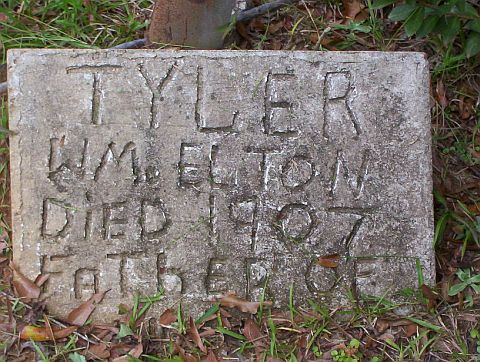 TYLER
WM. ELTON
DiED 1907
FATHER OF